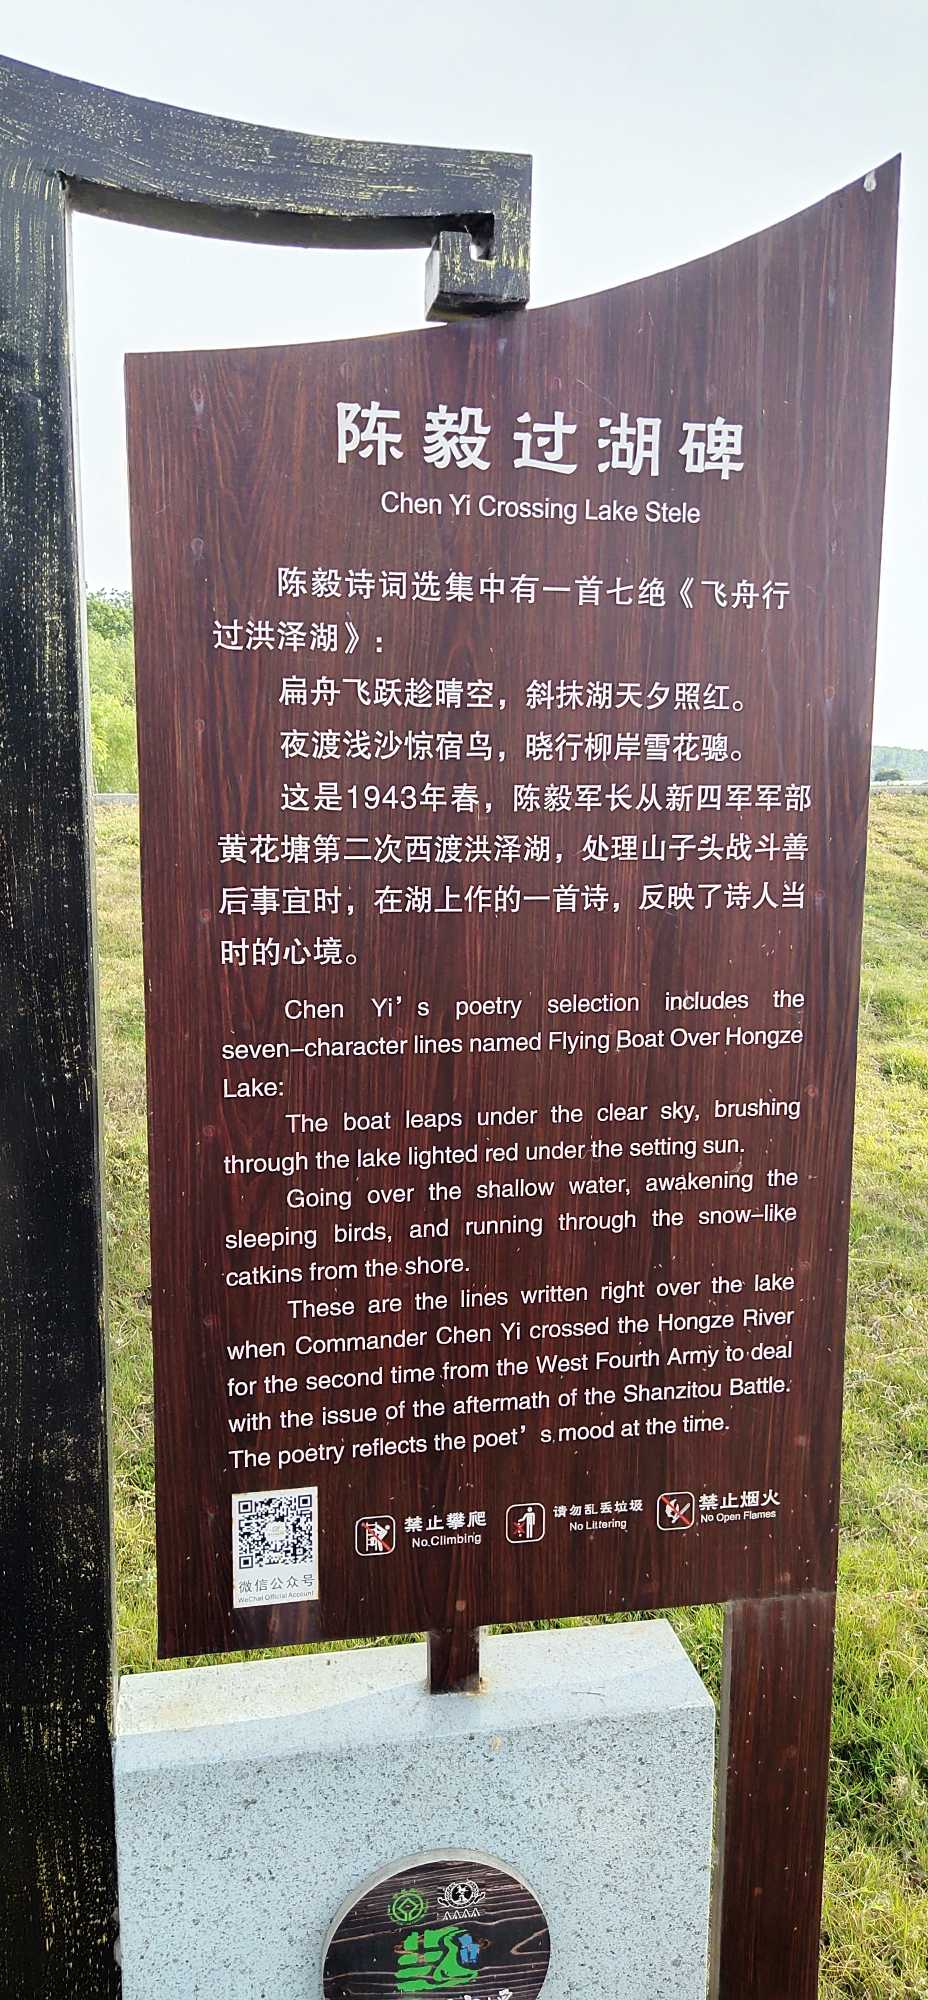 陈毅过湖碑
Chen Yi Crossing Lake Stele
陈毅诗词选集中有一首七绝《飞舟行
过洪泽湖》:
扁舟飞跃趁晴空，斜抹湖天夕照红。
夜渡浅沙惊宿鸟，晓行柳岸雪花骢。
这是1943年春，陈毅军长从新四军军部
黄花塘第二次西渡洪泽湖，处理山子头战斗善
后事宜时，在湖上作的一首诗，反映了诗人当
时的心境。
Chen Yi’s poetry selection includes the
seven–character lines named Flying Boat Over Hongze
Lake:
The boat leaps under the clear sky, brushing
through the lake lighted red under the setting sun.
Going over the shallow water, awakening the
sleeping birds, and running through the snow–like
catkins from the shore.
These are the lines written right over the lake
when Commander Chen Yi crossed the Hongze River
for the second time from the West Fourth Army to deal
with the issue of the aftermath of the Shanzitou Battle.
The poetry reflects the poet’s mood at the time.
微信公众号
WeChat Official Account
禁止攀爬
No Climbing
请勿乱丢垃圾
No Littering
禁止烟火
No Open Flames
AAAA